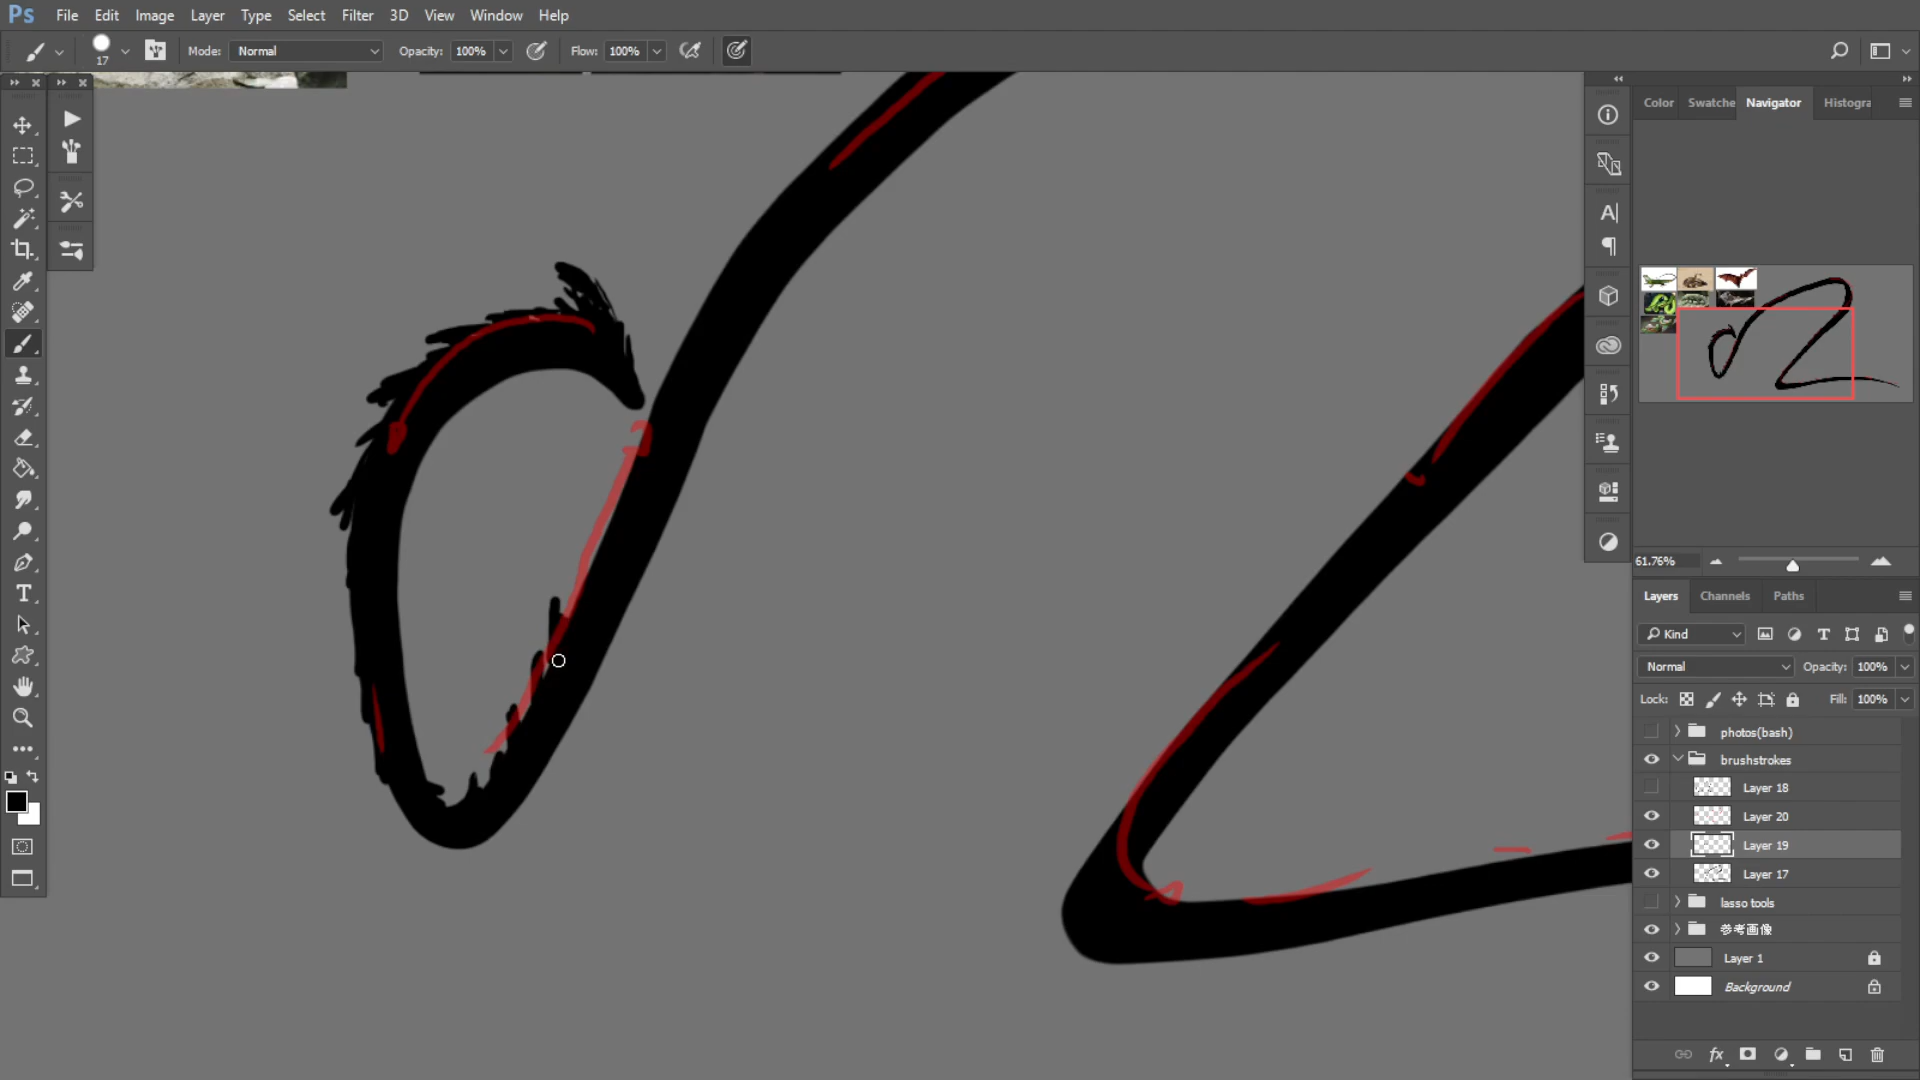 Ps File Edit Image Layer Type Select Filter 3D View Window Help
17 Mode: Normal Opacity: 100% Flow: 100%
Color Swatche Navigator Histogra
61.76%
Layers Channels Paths
Kind
Normal Opacity: 100%
Lock: Fill: 100%
photos(bash)
brushstrokes
Layer 18
Layer 20
Layer 19
Layer 17
lasso tools
参考画像
Layer 1
Background
fx